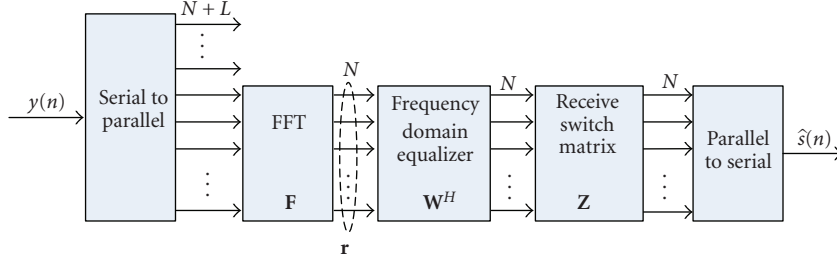 y(n)
Serial to
parallel
N + L
FFT
F
N
r
Frequency
domain
equalizer
W^H
N
Receive
switch
matrix
Z
N
Parallel
to serial
ŝ(n)